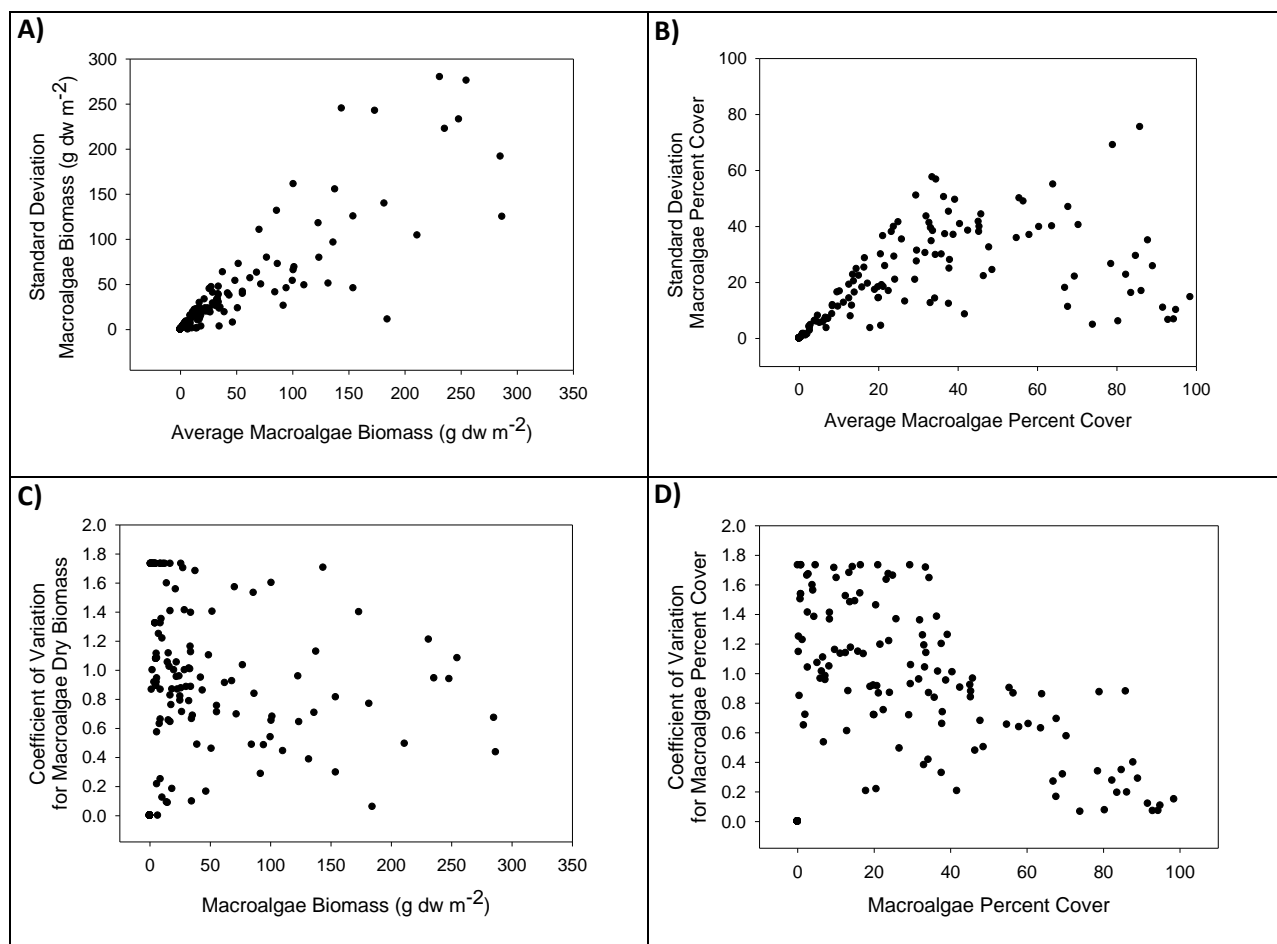 A)
300
250
200
150
100
50
0
Standard Deviation
Macroalgae Biomass (g dw m-2)
0 50 100 150 200 250 300 350
Average Macroalgae Biomass (g dw m-2)
B)
100
80
60
40
20
0
Standard Deviation
Macroalgae Percent Cover
0 20 40 60 80 100
Average Macroalgae Percent Cover
C)
2.0
1.8
1.6
1.4
1.2
1.0
0.8
0.6
0.4
0.2
0.0
Coefficient of Variation
for Macroalgae Dry Biomass
0 50 100 150 200 250 300 350
Macroalgae Biomass (g dw m-2)
D)
2.0
1.8
1.6
1.4
1.2
1.0
0.8
0.6
0.4
0.2
0.0
Coefficient of Variation
for Macroalgae Percent Cover
0 20 40 60 80 100
Macroalgae Percent Cover